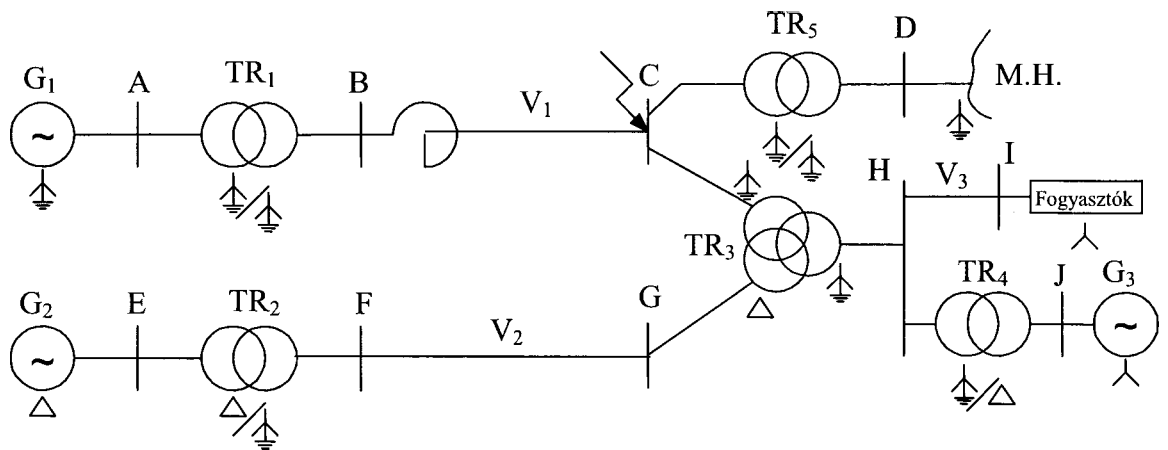 G₁
A
TR₁
B
V₁
C
TR₅
D
M.H.
~
H
V₃
I
Fogyasztók
TR₃
G₂
E
TR₂
F
V₂
G
TR₄
J
G₃
~
~